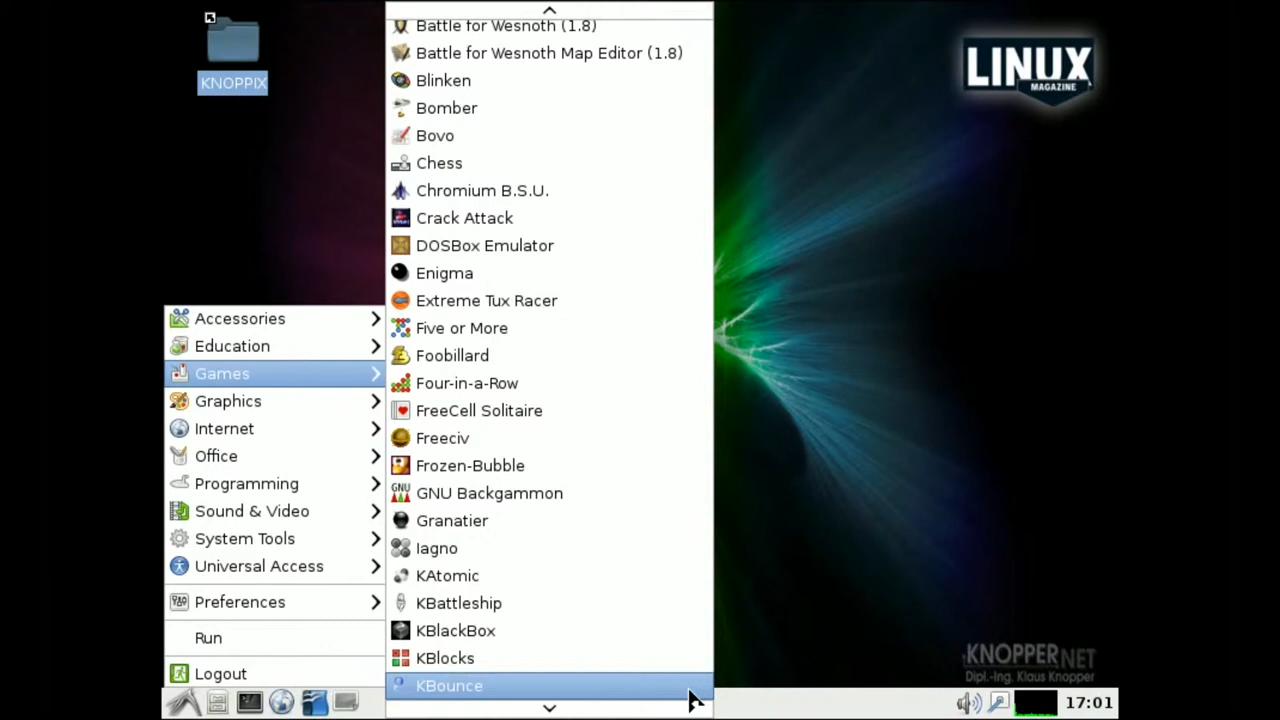 KNOPPIX
LINUX
MAGAZINE
Battle for Wesnoth (1.8)
Battle for Wesnoth Map Editor (1.8)
Blinken
Bomber
Bovo
Chess
Chromium B.S.U.
Crack Attack
DOSBox Emulator
Enigma
Extreme Tux Racer
Five or More
Foobillard
Four-in-a-Row
FreeCell Solitaire
Freeciv
Frozen-Bubble
GNU Backgammon
GNU
Granatier
Iagno
KAtomic
KBattleship
KBlackBox
KBlocks
KBounce
Accessories
Education
Games
Graphics
Internet
Office
Programming
Sound & Video
System Tools
Universal Access
Preferences
Run
Logout
KNOPPER.NET
Dipl.-Ing. Klaus Knopper
17:01